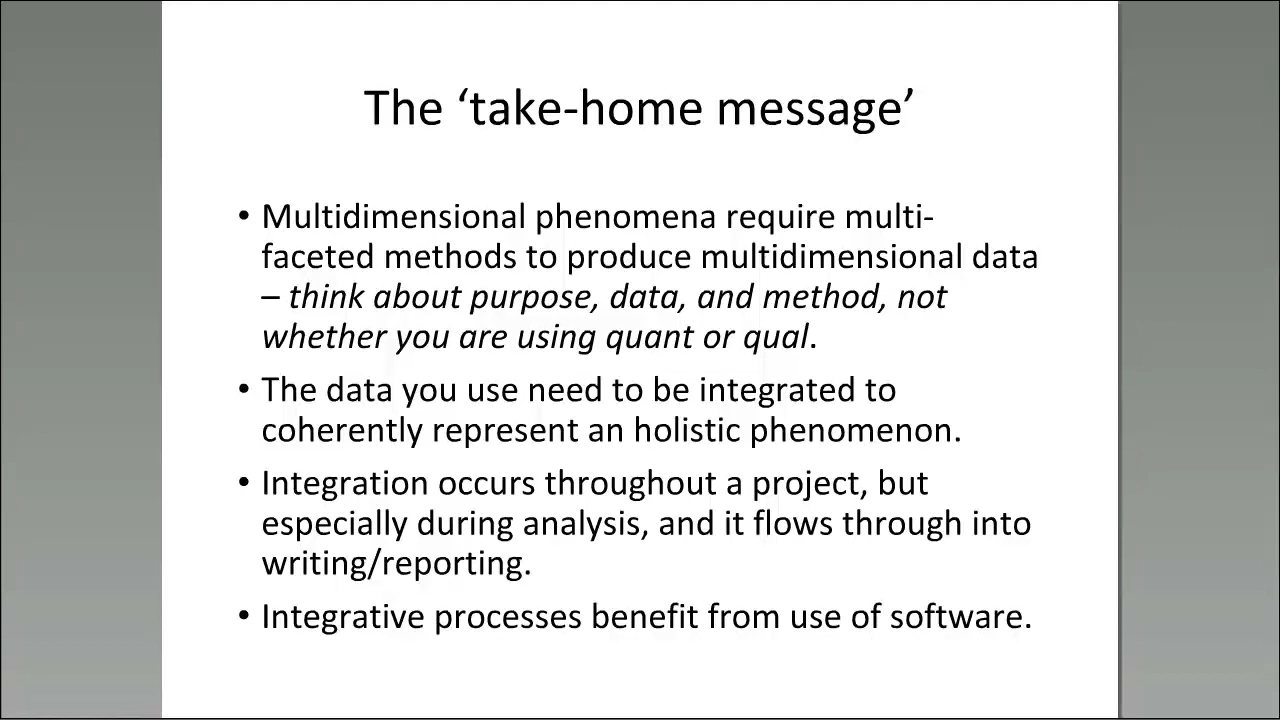 The ‘take-home message’
• Multidimensional phenomena require multi-
faceted methods to produce multidimensional data
– think about purpose, data, and method, not
whether you are using quant or qual.
• The data you use need to be integrated to
coherently represent an holistic phenomenon.
• Integration occurs throughout a project, but
especially during analysis, and it flows through into
writing/reporting.
• Integrative processes benefit from use of software.